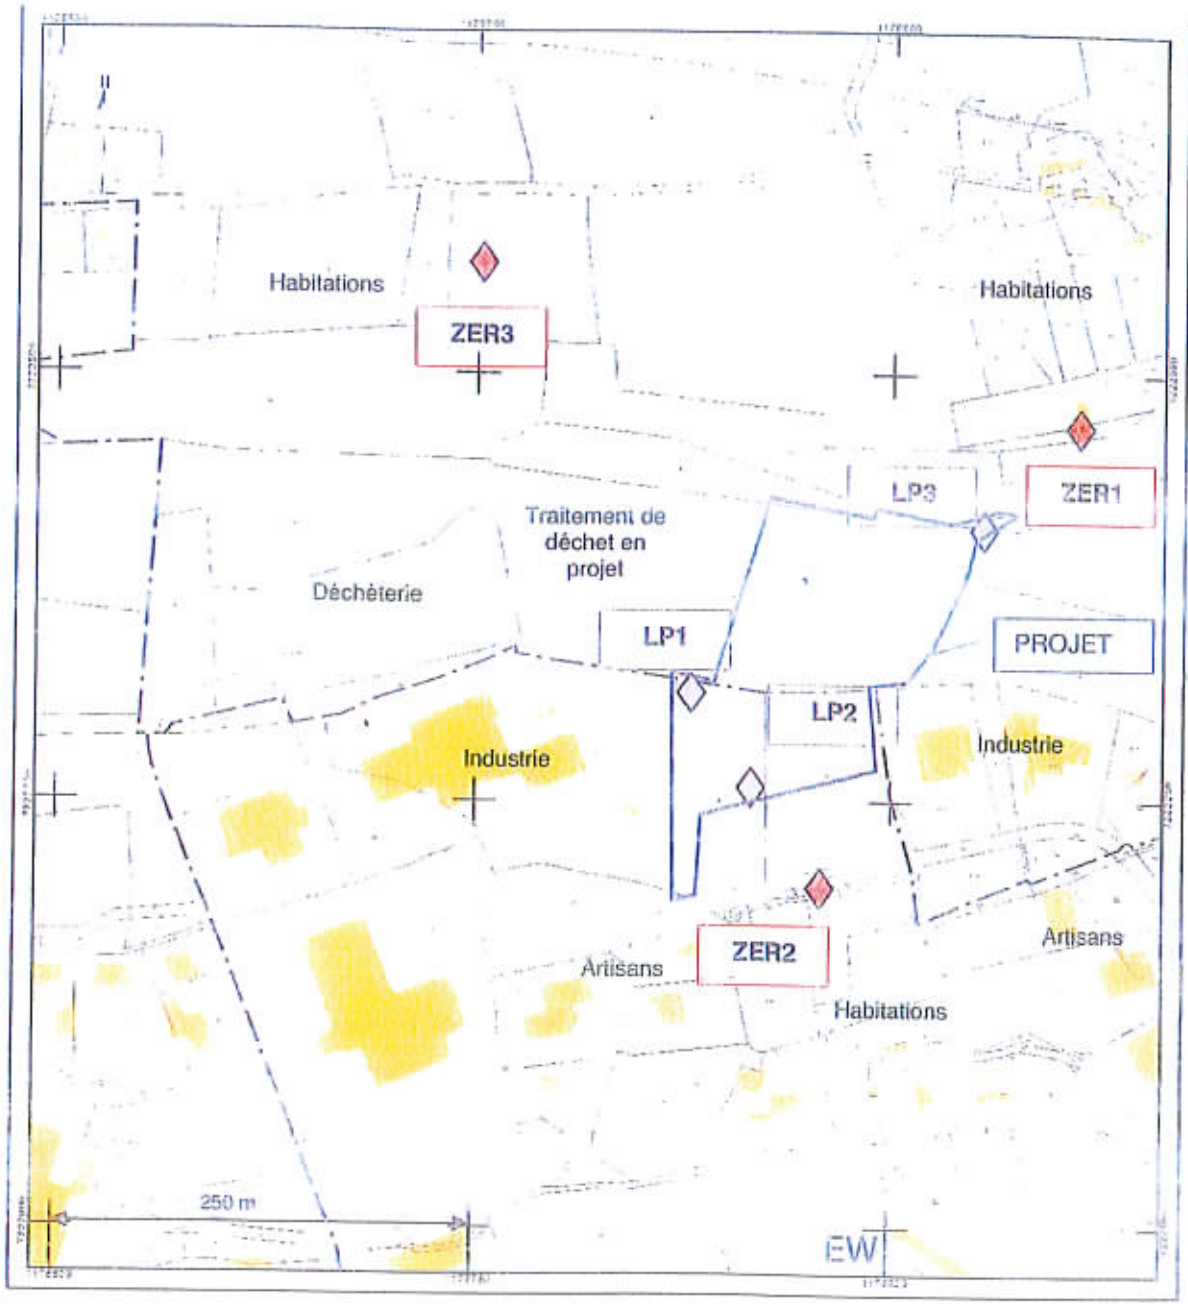 Habitations
Habitations
ZER3
LP3
ZER1
Traitement de
déchet en
projet
Déchèterie
LP1
PROJET
LP2
Industrie
Industrie
ZER2
Artisans
Artisans
Habitations
250 m
EW